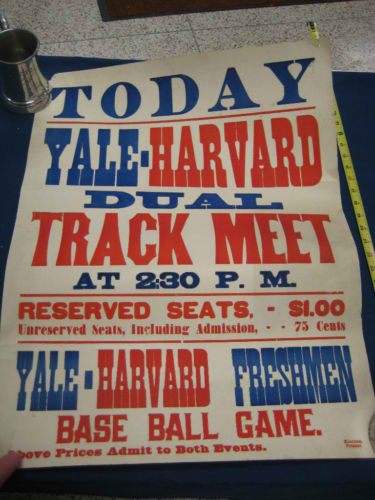 TODAY
YALE-HARVARD
DUAL
TRACK MEET
AT 2:30 P. M.
RESERVED SEATS, - $1.00
Unreserved Seats, including Admission, - - 75 Cents
YALE-HARVARD FRESHMEN
BASE BALL GAME.
bove Prices Admit to Both Events.